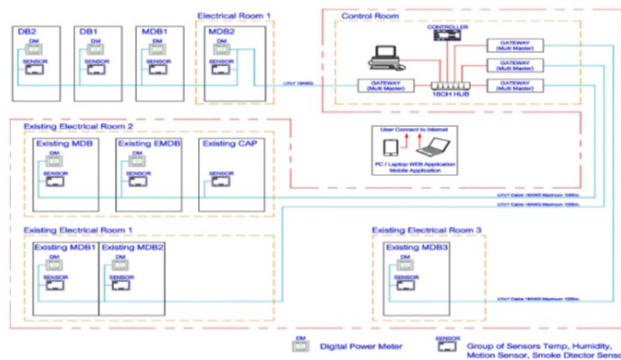 Electrical Room 1
Control Room
DB2
DB1
MDB1
MDB2
CONTROLLER
DM
DM
DM
DM
SENSOR
SENSOR
SENSOR
SENSOR
GATEWAY
(Multi Master)
GATEWAY
(Multi Master)
GATEWAY
(Multi Master)
GATEWAY
(Multi Master)
16CH HUB
User Connect to Internet
PC / Laptop WEB Application
Mobile Application
Existing Electrical Room 2
Existing MDB
Existing EMDB
Existing CAP
DM
DM
SENSOR
SENSOR
SENSOR
Existing Electrical Room 1
Existing Electrical Room 3
Existing MDB1
Existing MDB2
Existing MDB3
DM
DM
DM
SENSOR
SENSOR
SENSOR
DM
Digital Power Meter
SENSOR
Group of Sensors Temp, Humidity,
Motion Sensor, Smoke Dtector Senso